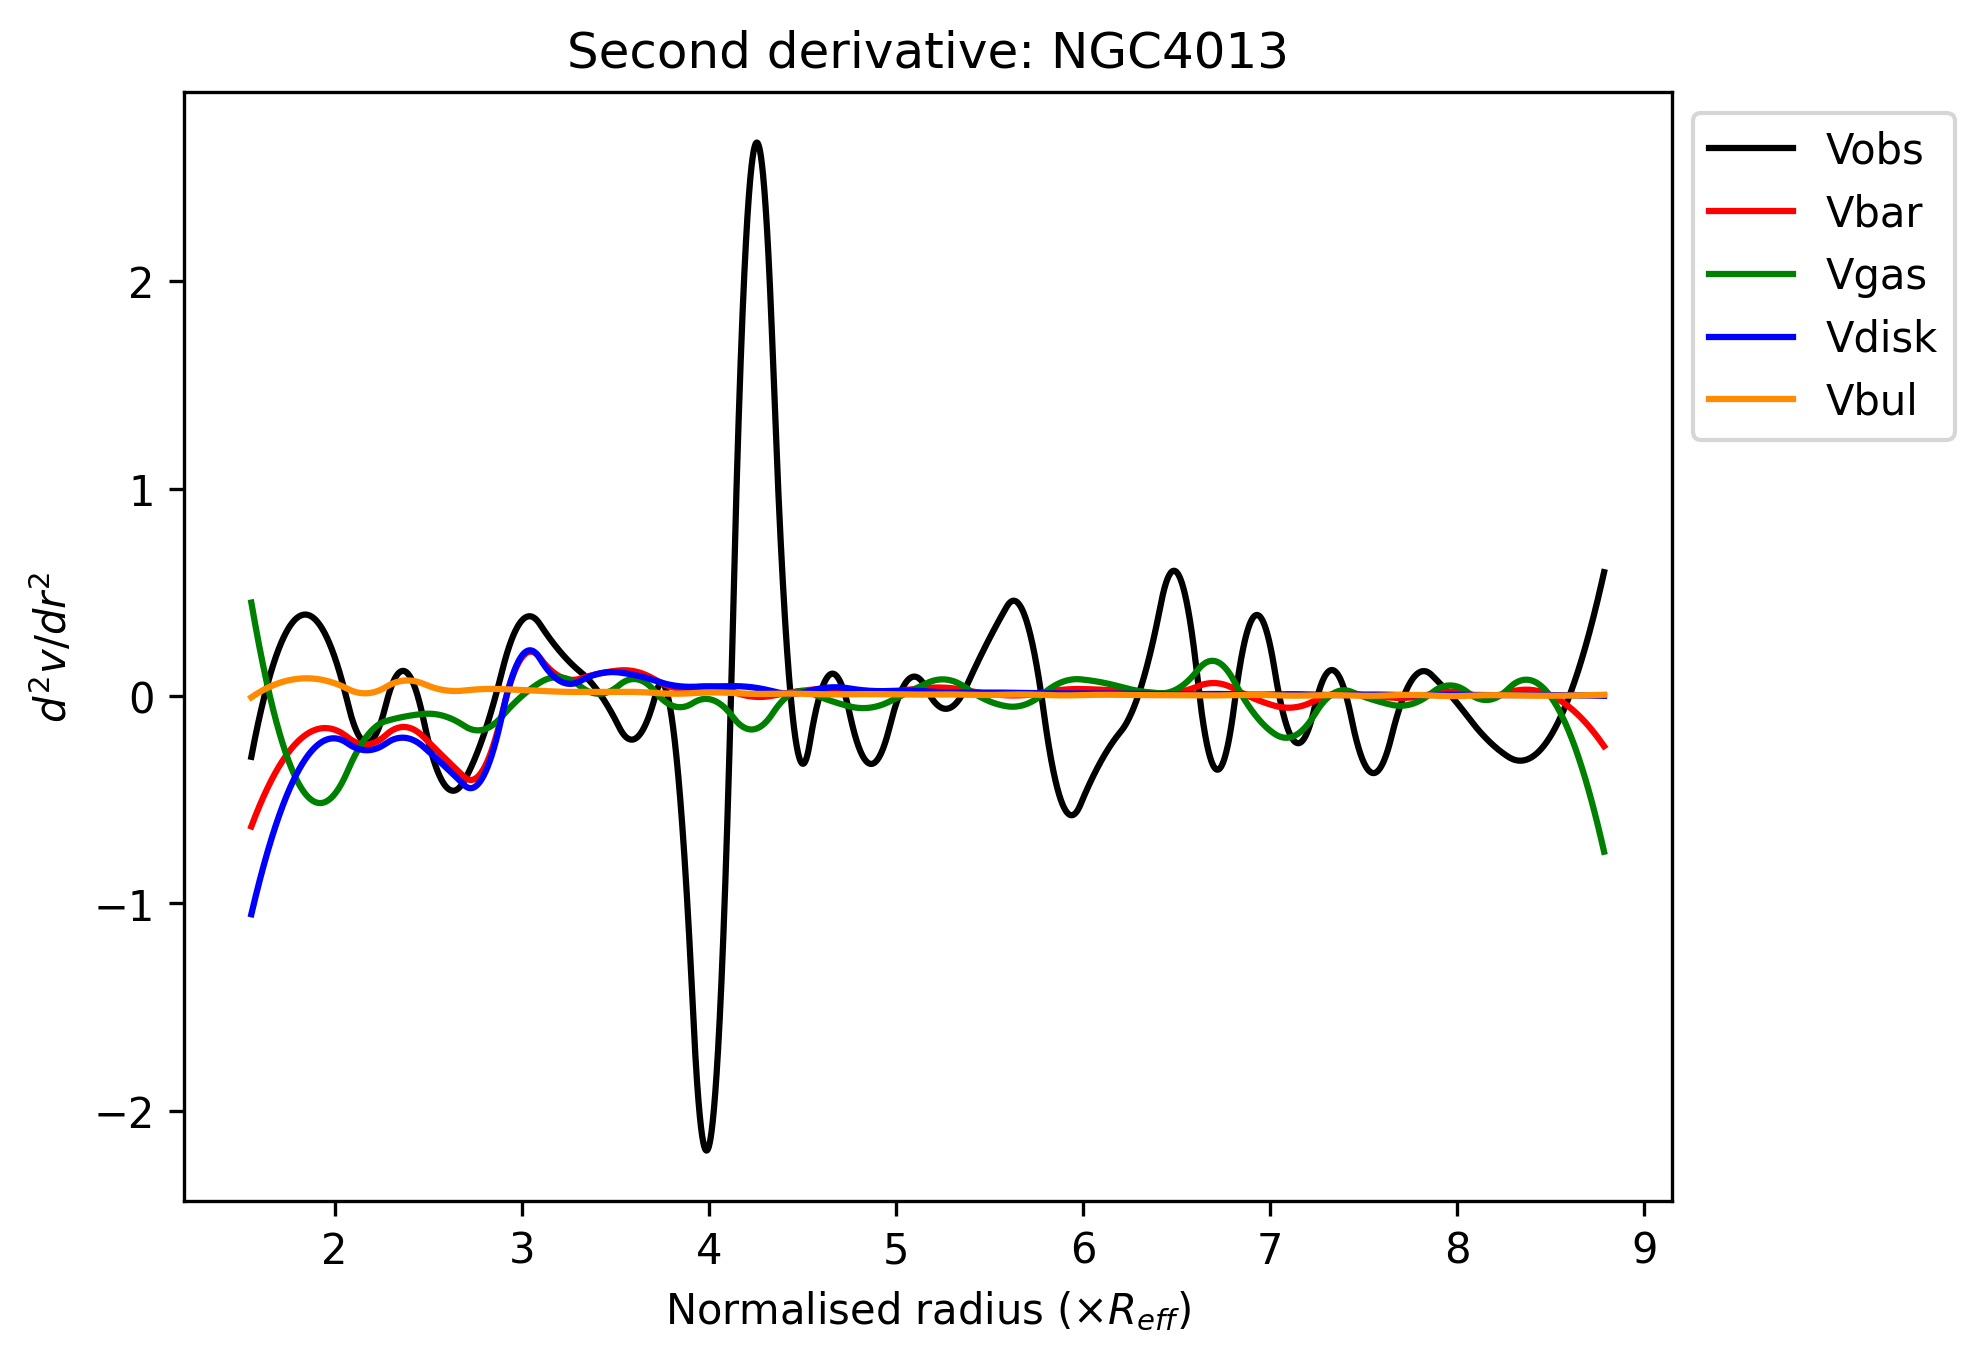 Second derivative: NGC4013
Vobs
Vbar
Vgas
Vdisk
Vbul
d²v/dr²
2
1
0
−1
−2
2 3 4 5 6 7 8 9
Normalised radius (×R_eff)